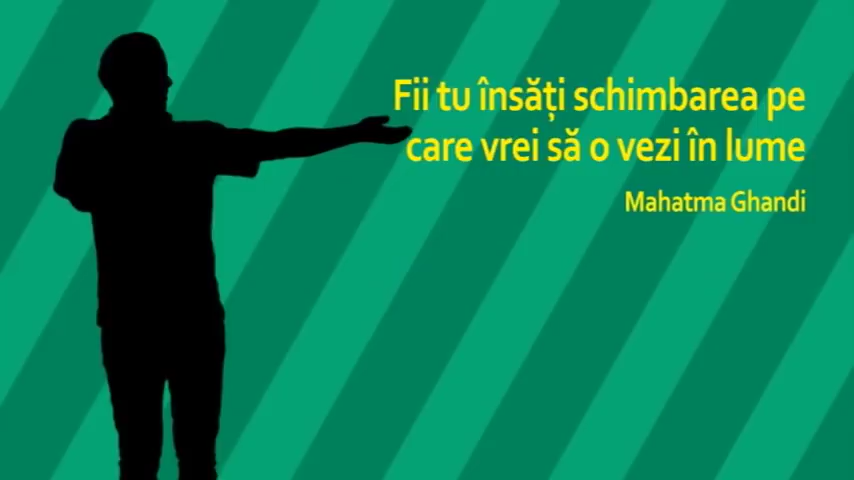 Fii tu însăți schimbarea pe
care vrei să o vezi în lume
Mahatma Ghandi